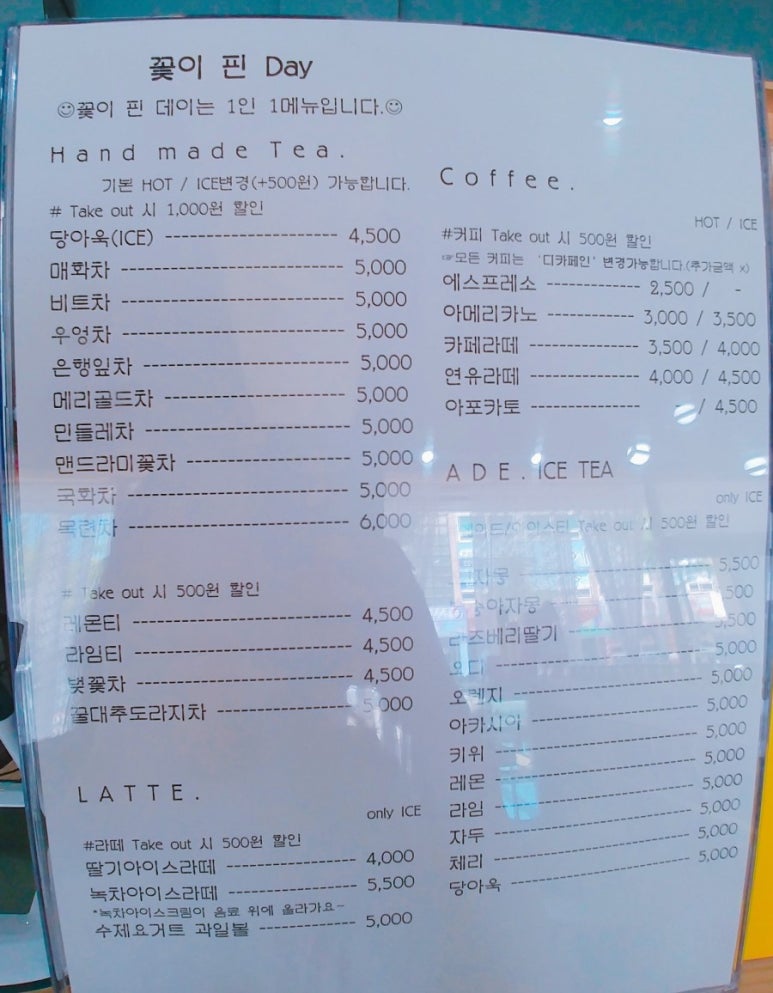 꽃이 핀 Day
☺꽃이 핀 데이는 1인 1메뉴입니다.☺
Hand made Tea.
기본 HOT / ICE변경(+500원) 가능합니다.
# Take out 시 1,000원 할인
당아욱(ICE) ---------------------- 4,500
매화차 ---------------------------- 5,000
비트차 ---------------------------- 5,000
우엉차 ---------------------------- 5,000
은행잎차 -------------------------- 5,000
메리골드차 ------------------------ 5,000
민들레차 -------------------------- 5,000
맨드라미꽃차 --------------------- 5,000
국화차 ---------------------------- 5,000
목련차 ---------------------------- 6,000
# Take out 시 500원 할인
레몬티 ---------------------------- 4,500
라임티 ---------------------------- 4,500
벚꽃차 ---------------------------- 4,500
꿀대추도라지차 ----------------- 5,000
LATTE.
only ICE
#라떼 Take out 시 500원 할인
딸기아이스라떼 ---------------- 4,000
녹차아이스라떼 ---------------- 5,500
*녹차아이스크림이 음료 위에 올라가요~
수제요거트 과일볼 ------------ 5,000
Coffee.
HOT / ICE
#커피 Take out 시 500원 할인
☞모든 커피는 '디카페인' 변경가능합니다.(추가금액 x)
에스프레소 ------------- 2,500 / -
아메리카노 --------------- 3,000 / 3,500
카페라떼 --------------- 3,500 / 4,000
연유라떼 --------------- 4,000 / 4,500
아포카토 --------------- - / 4,500
ADE. ICE TEA
only ICE
Take out 시 500원 할인
5,500
라즈베리딸기 ---------------- 5,500
오디 ---------------------- 5,000
오렌지 ---------------------- 5,000
아카시아 ---------------------- 5,000
키위 ---------------------- 5,000
레몬 ---------------------- 5,000
라임 ---------------------- 5,000
자두 ---------------------- 5,000
체리 ---------------------- 5,000
당아욱 ---------------------- 5,000